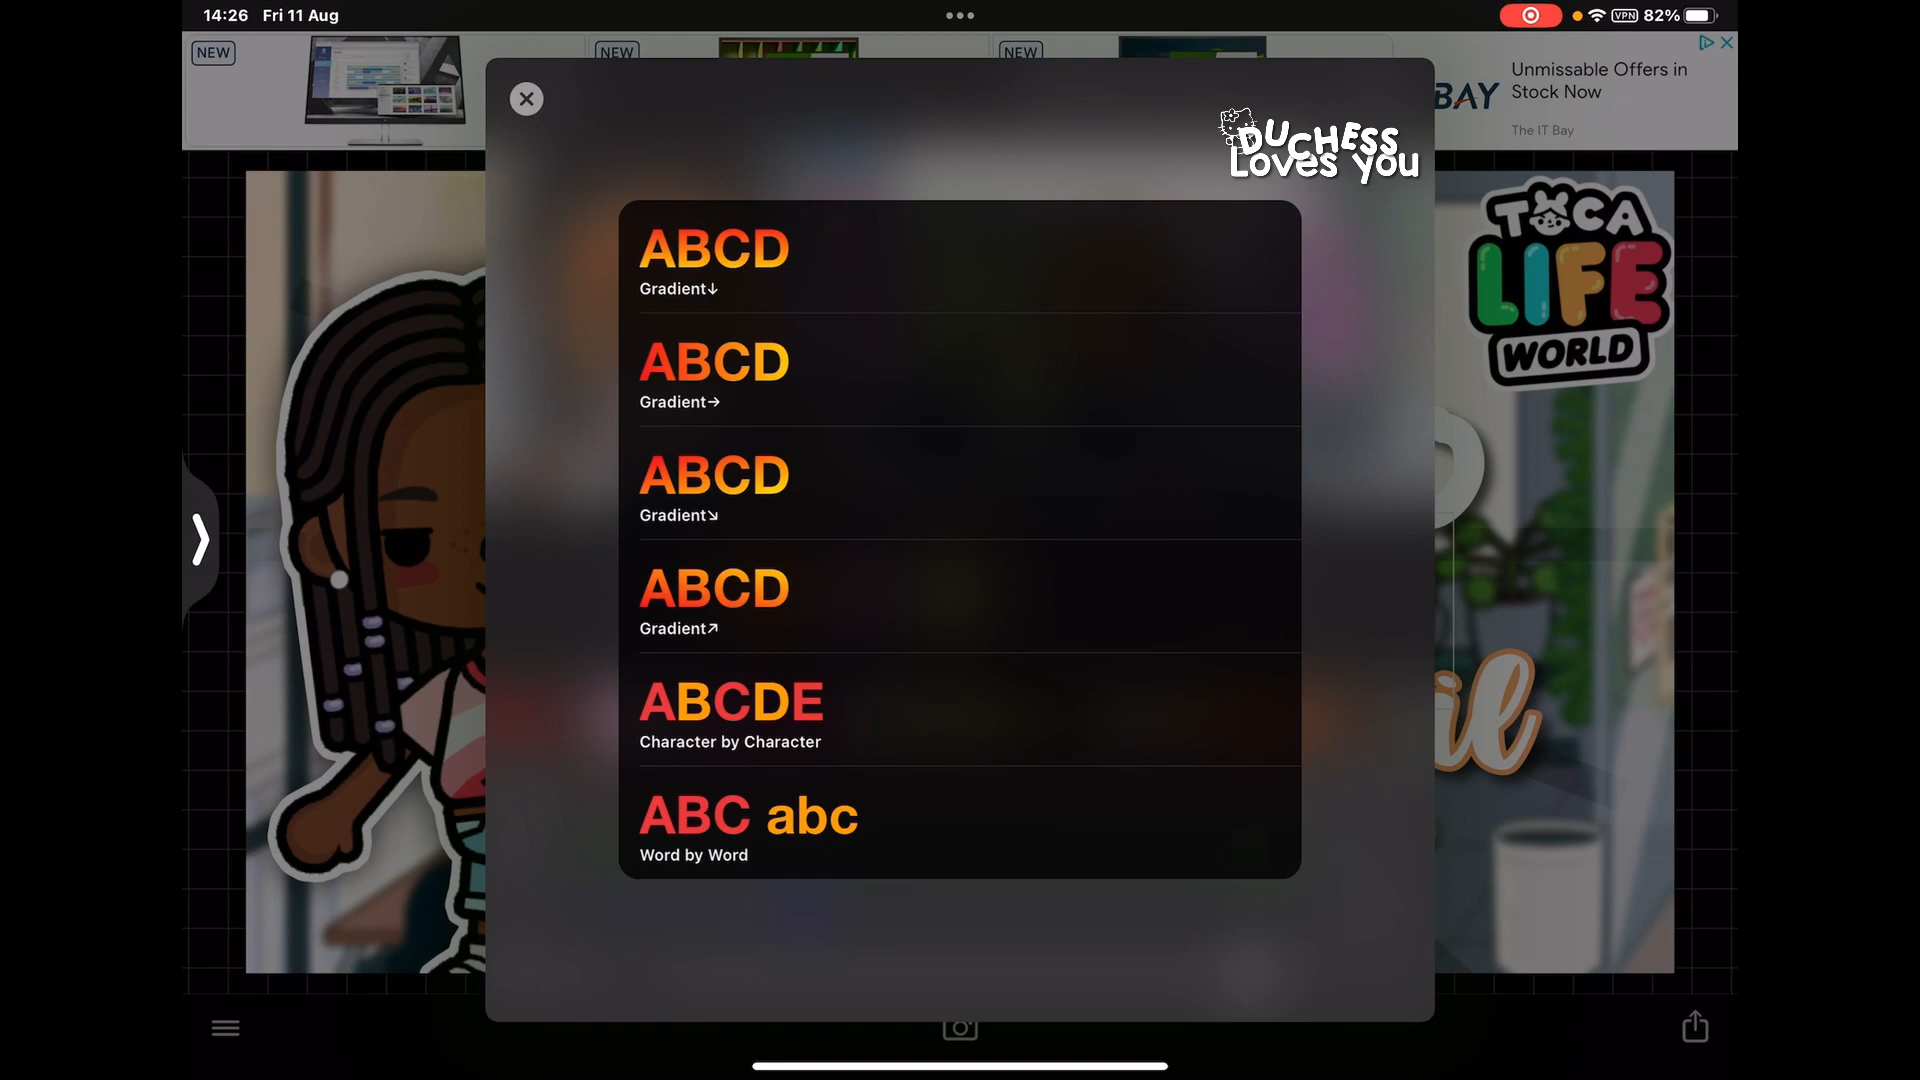 14:26 Fri 11 Aug
VPN 82%
NEW
NEW
NEW
BAY
Unmissable Offers in
Stock Now
The IT Bay
DUCHESS
Loves You
TOCA
LIFE
WORLD
ABCD
Gradient↓
ABCD
Gradient→
ABCD
Gradient↘
ABCD
Gradient↗
ABCDE
Character by Character
ABC abc
Word by Word